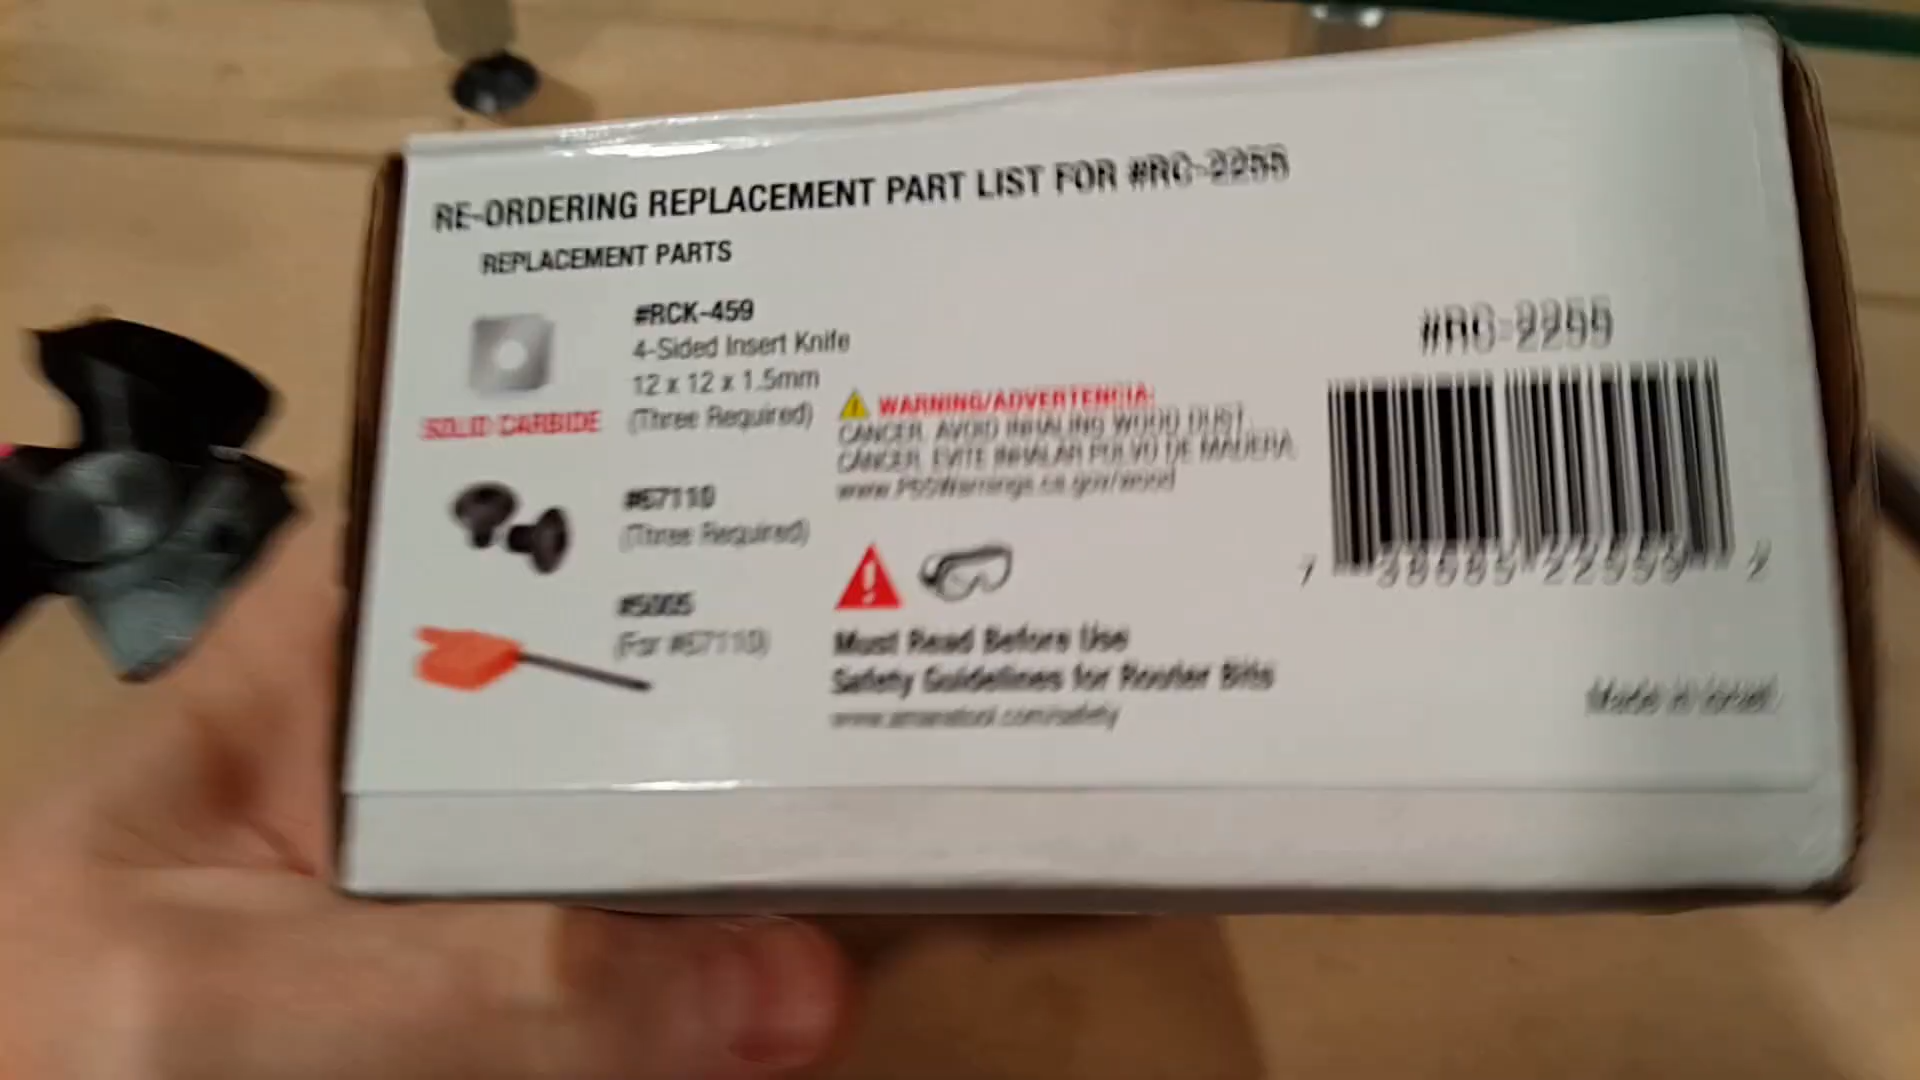 RE-ORDERING REPLACEMENT PART LIST FOR #RC-2255
REPLACEMENT PARTS
#RCK-459
4-Sided Insert Knife
12 x 12 x 1.5mm
(Three Required)
SOLID CARBIDE
#67110
(Three Required)
#5005
(For #67110)
WARNING/ADVERTENCIA:
CANCER. AVOID INHALING WOOD DUST.
CÁNCER. EVITE INHALAR POLVO DE MADERA.
www.P65Warnings.ca.gov/wood
Must Read Before Use
Safety Guidelines for Router Bits
www.amanatool.com/safety
#RC-2255
Made in Israel